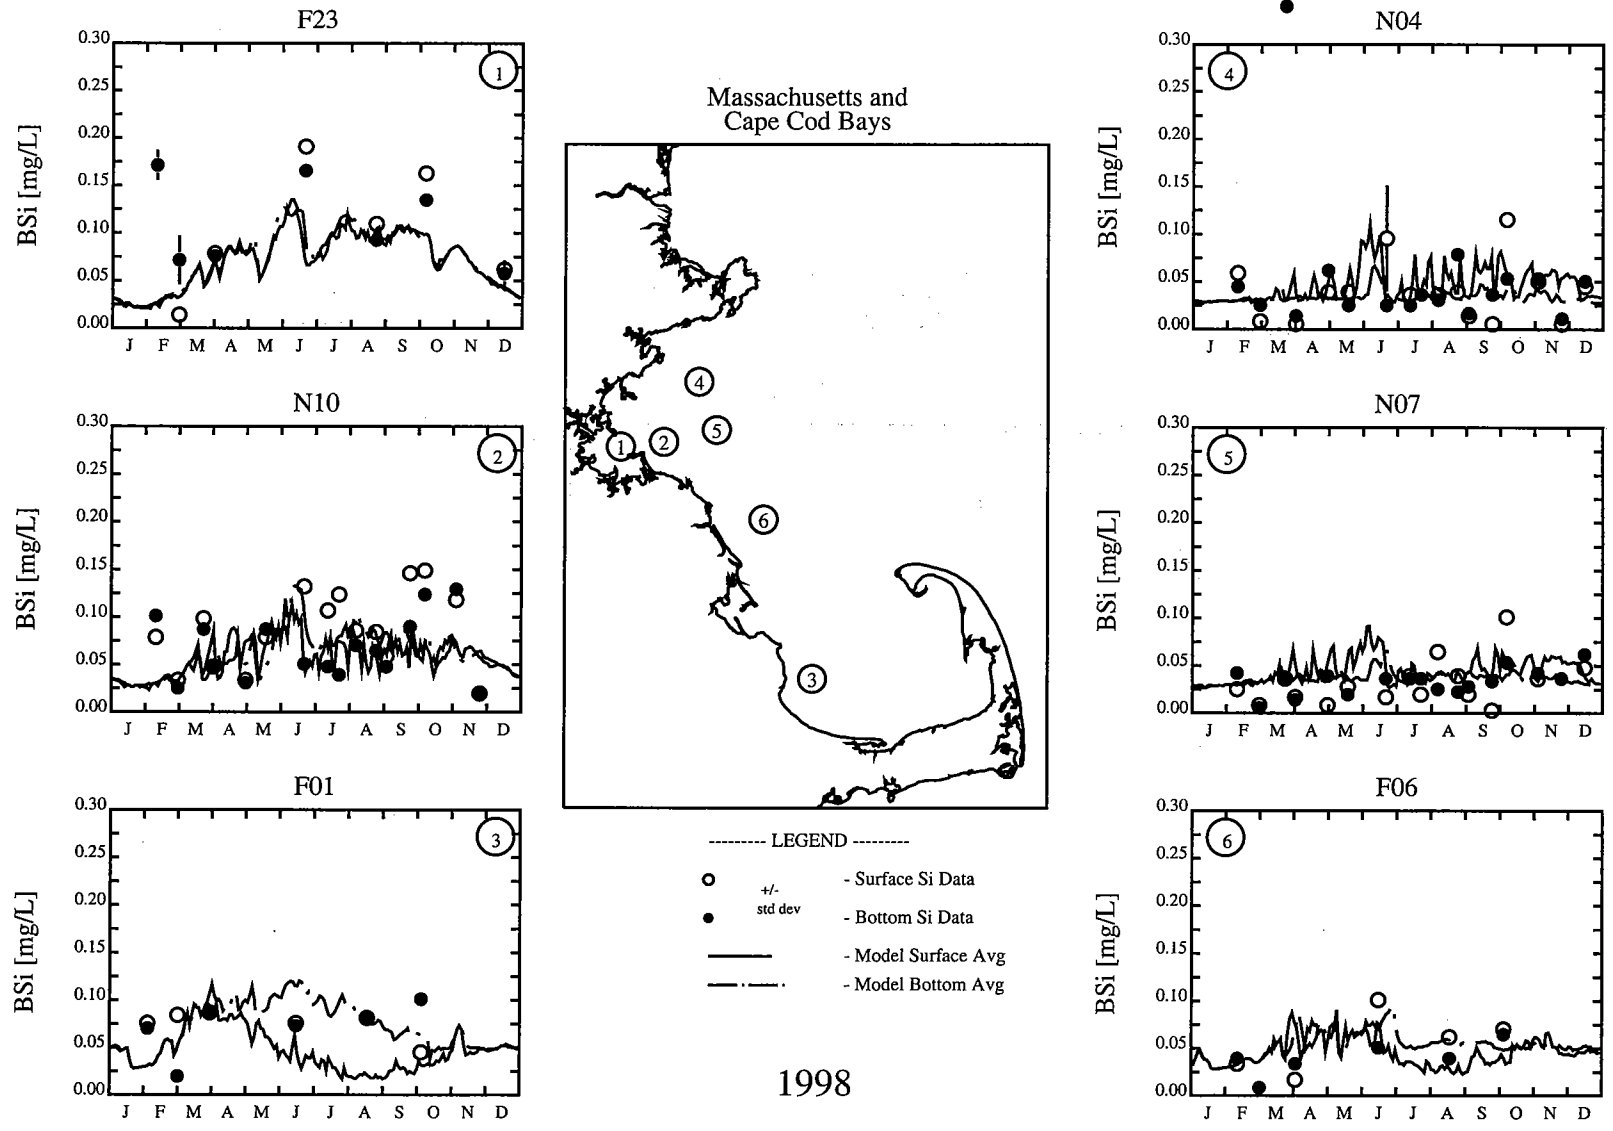 F23
0.30
0.25
0.20
0.15
0.10
0.05
0.00
BSi [mg/L]
1
J F M A M J J A S O N D
N10
0.30
0.25
0.20
0.15
0.10
0.05
0.00
BSi [mg/L]
2
J F M A M J J A S O N D
F01
0.30
0.25
0.20
0.15
0.10
0.05
0.00
BSi [mg/L]
3
J F M A M J J A S O N D
Massachusetts and
Cape Cod Bays
4
5
2
1
6
3
--------- LEGEND ---------
- Surface Si Data
+/-
std dev
- Bottom Si Data
- Model Surface Avg
- Model Bottom Avg
1998
N04
0.30
0.25
0.20
0.15
0.10
0.05
0.00
BSi [mg/L]
4
J F M A M J J A S O N D
N07
0.30
0.25
0.20
0.15
0.10
0.05
0.00
BSi [mg/L]
5
J F M A M J J A S O N D
F06
0.30
0.25
0.20
0.15
0.10
0.05
0.00
BSi [mg/L]
6
J F M A M J J A S O N D